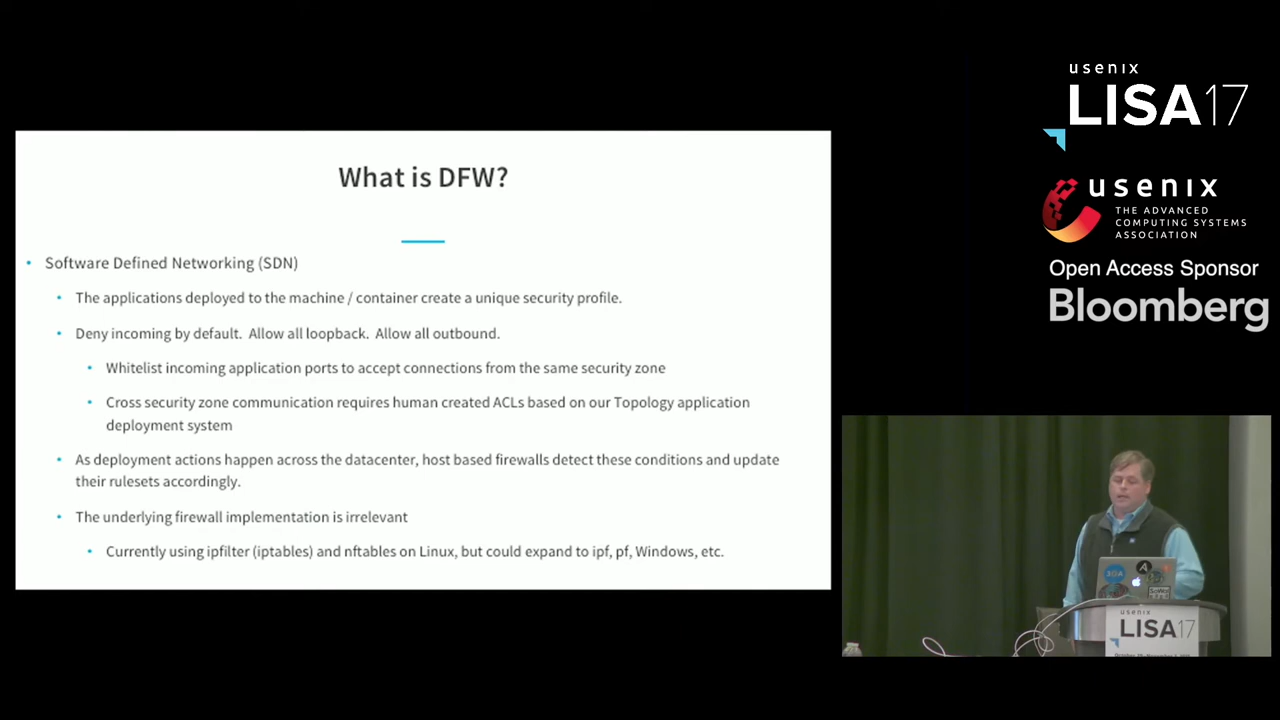 What is DFW?
• Software Defined Networking (SDN)
• The applications deployed to the machine / container create a unique security profile.
• Deny incoming by default. Allow all loopback. Allow all outbound.
• Whitelist incoming application ports to accept connections from the same security zone
• Cross security zone communication requires human created ACLs based on our Topology application
deployment system
• As deployment actions happen across the datacenter, host based firewalls detect these conditions and update
their rulesets accordingly.
• The underlying firewall implementation is irrelevant
• Currently using ipfilter (iptables) and nftables on Linux, but could expand to ipf, pf, Windows, etc.
usenix
LISA17
usenix
THE ADVANCED
COMPUTING SYSTEMS
ASSOCIATION
Open Access Sponsor
Bloomberg
usenix
LISA17